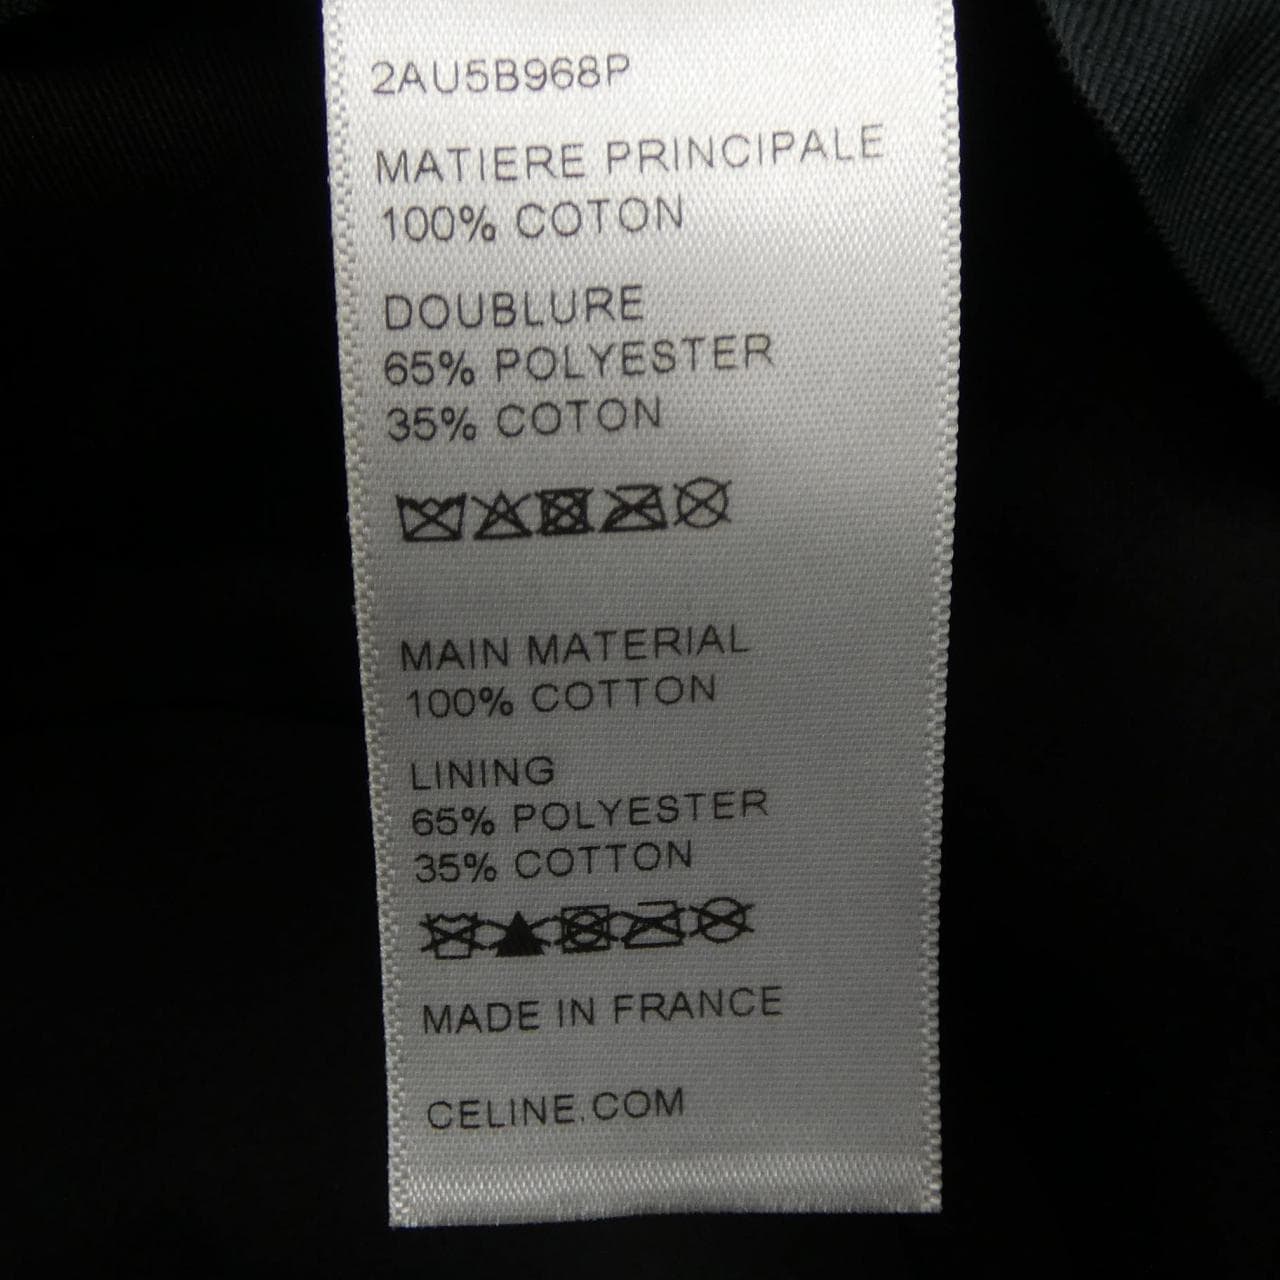 2AU5B968P
MATIERE PRINCIPALE
100% COTON
DOUBLURE
65% POLYESTER
35% COTON
MAIN MATERIAL
100% COTTON
LINING
65% POLYESTER
35% COTTON
MADE IN FRANCE
CELINE.COM